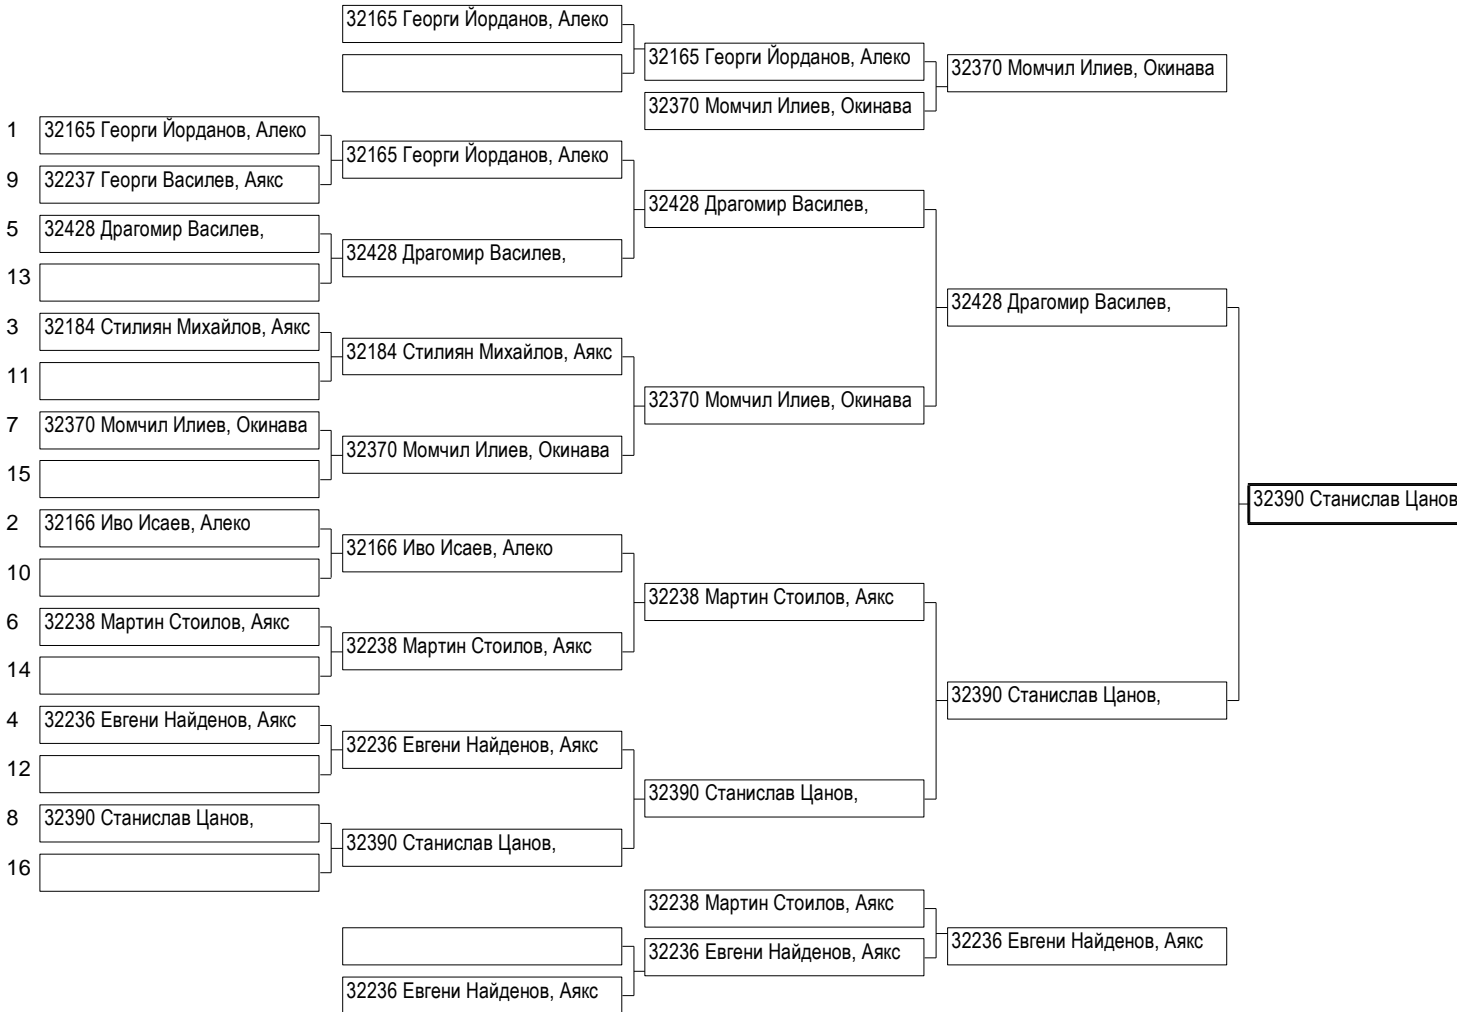 32165 Георги Йорданов, Алеко
32165 Георги Йорданов, Алеко
32370 Момчил Илиев, Окинава
32370 Момчил Илиев, Окинава
1 32165 Георги Йорданов, Алеко
32165 Георги Йорданов, Алеко
9 32237 Георги Василев, Аякс
32428 Драгомир Василев,
5 32428 Драгомир Василев,
32428 Драгомир Василев,
13
32428 Драгомир Василев,
3 32184 Стилиян Михайлов, Аякс
32184 Стилиян Михайлов, Аякс
11
32370 Момчил Илиев, Окинава
7 32370 Момчил Илиев, Окинава
32370 Момчил Илиев, Окинава
15
32390 Станислав Цанов
2 32166 Иво Исаев, Алеко
32166 Иво Исаев, Алеко
10
32238 Мартин Стоилов, Аякс
6 32238 Мартин Стоилов, Аякс
32238 Мартин Стоилов, Аякс
14
32390 Станислав Цанов,
4 32236 Евгени Найденов, Аякс
32236 Евгени Найденов, Аякс
12
32390 Станислав Цанов,
8 32390 Станислав Цанов,
32390 Станислав Цанов,
16
32238 Мартин Стоилов, Аякс
32236 Евгени Найденов, Аякс
32236 Евгени Найденов, Аякс
32236 Евгени Найденов, Аякс